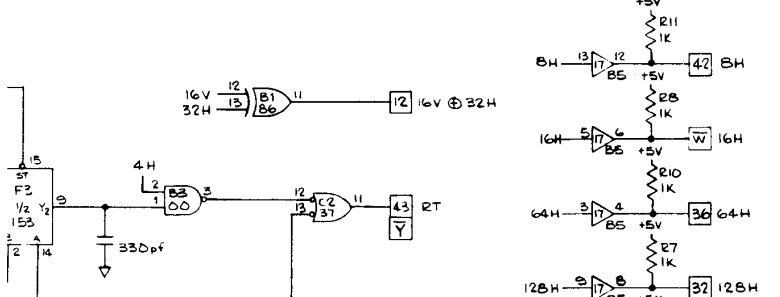 +5V
R11
1K
8H 13 17 12 42 8H
B5 +5V
R8
1K
16H 5 17 6 W 16H
B5 +5V
R10
1K
64H 3 17 4 36 64H
B5 +5V
R7
1K
128H 9 17 8 32 128H
B5 +5V
16V 12
32H 13
B1
86
11
12 16V ⊕ 32H
15
ST
F3
1/2
153
Y2
9
2
A
14
330pf
4H
2
1
B3
00
3
12
13
C2
37
11
43 RT
Y